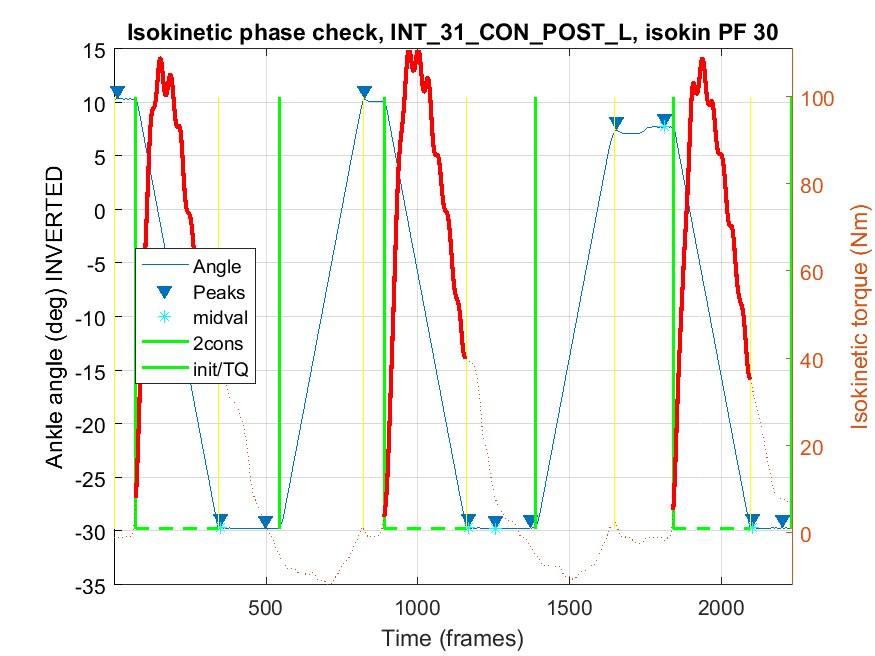 Isokinetic phase check, INT_31_CON_POST_L, isokin PF 30
15
10
5
0
-5
-10
-15
-20
-25
-30
-35
Ankle angle (deg) INVERTED
Angle
Peaks
midval
2cons
init/TQ
100
80
60
40
20
0
Isokinetic torque (Nm)
500
1000
1500
2000
Time (frames)